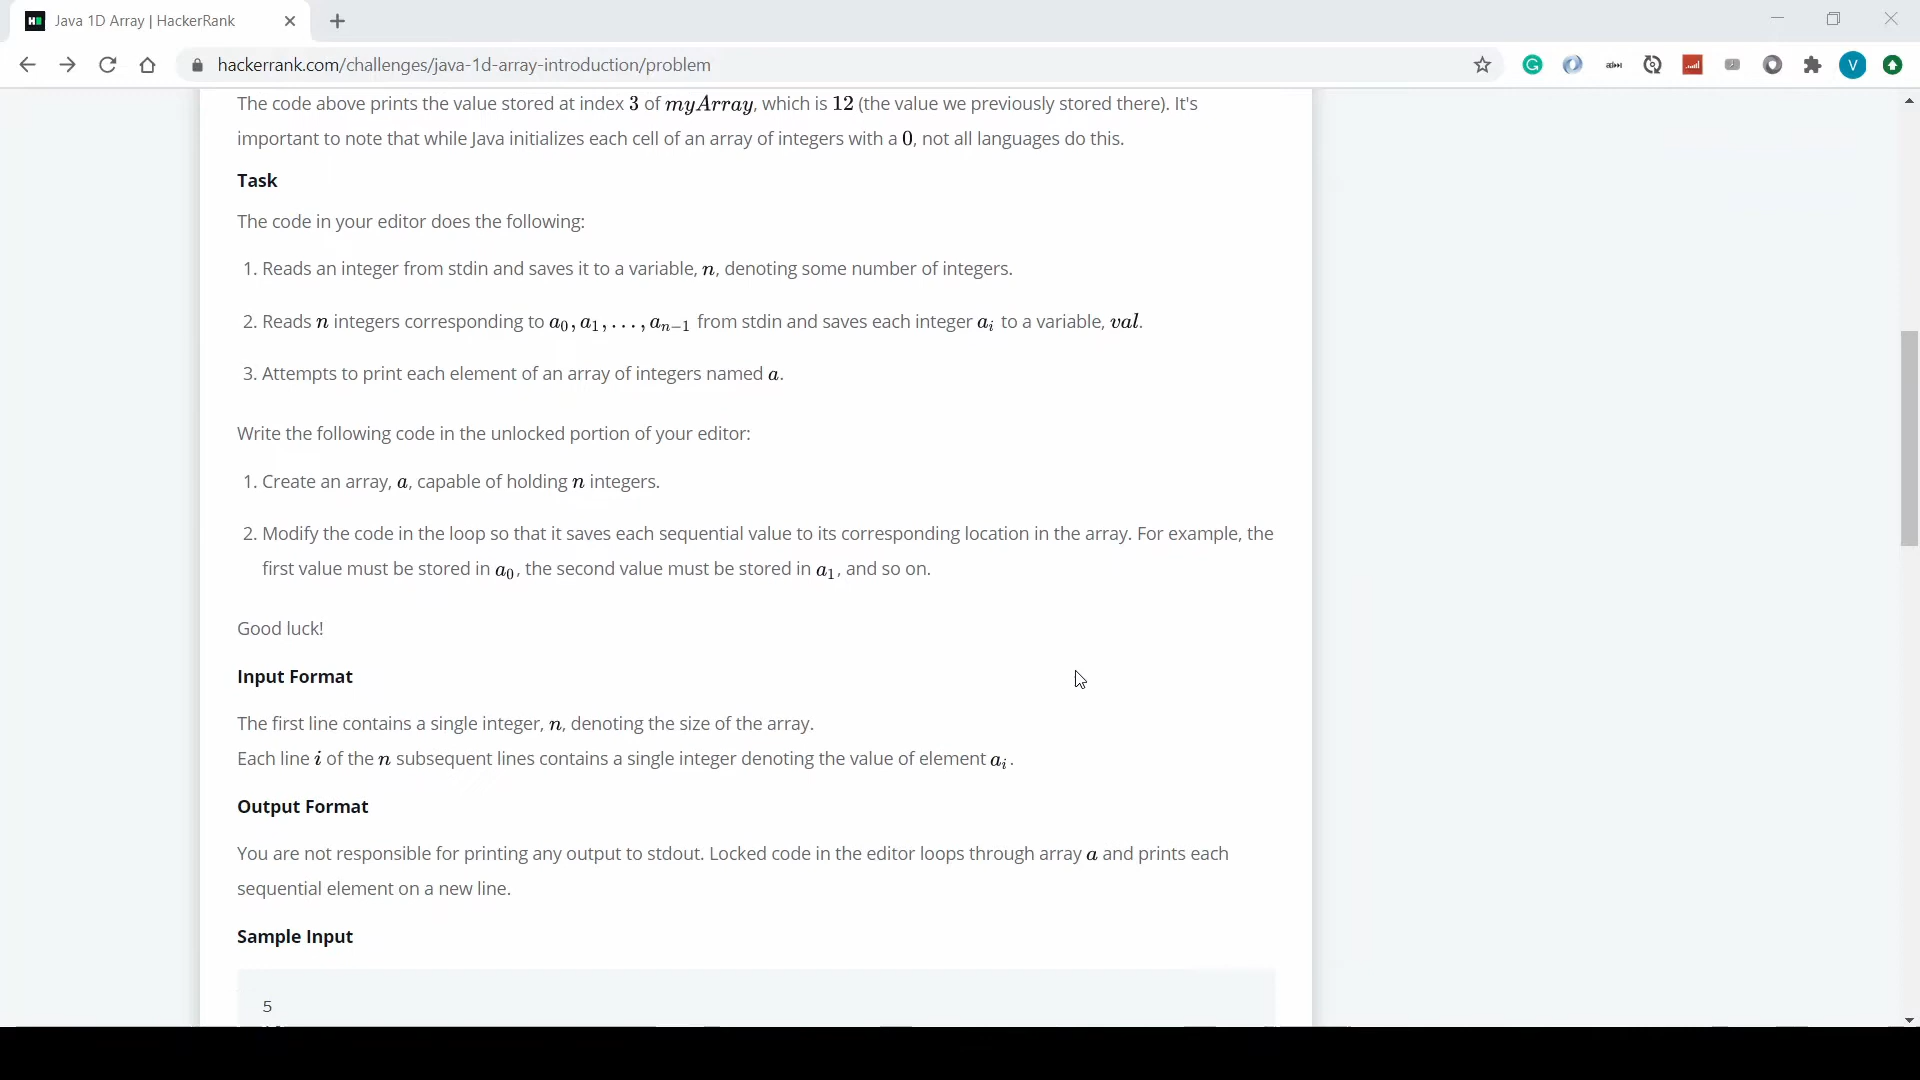 Java 1D Array | HackerRank
hackerrank.com/challenges/java-1d-array-introduction/problem
V
The code above prints the value stored at index 3 of myArray, which is 12 (the value we previously stored there). It's
important to note that while Java initializes each cell of an array of integers with a 0, not all languages do this.
Task
The code in your editor does the following:
1. Reads an integer from stdin and saves it to a variable, n, denoting some number of integers.
2. Reads n integers corresponding to a₀, a₁, . . . , aₙ₋₁ from stdin and saves each integer aᵢ to a variable, val.
3. Attempts to print each element of an array of integers named a.
Write the following code in the unlocked portion of your editor:
1. Create an array, a, capable of holding n integers.
2. Modify the code in the loop so that it saves each sequential value to its corresponding location in the array. For example, the
first value must be stored in a₀, the second value must be stored in a₁, and so on.
Good luck!
Input Format
The first line contains a single integer, n, denoting the size of the array.
Each line i of the n subsequent lines contains a single integer denoting the value of element aᵢ.
Output Format
You are not responsible for printing any output to stdout. Locked code in the editor loops through array a and prints each
sequential element on a new line.
Sample Input
5